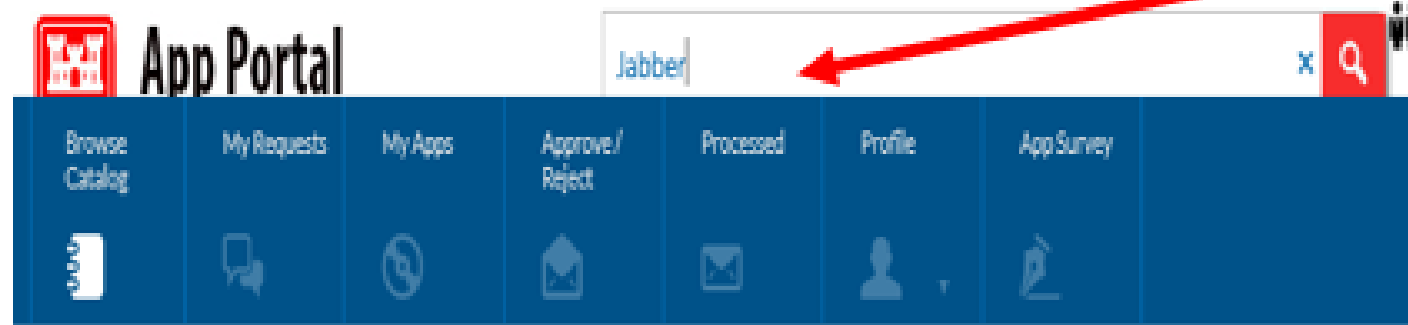 App Portal
Jabber
x
Browse
Catalog
My Requests
My Apps
Approve /
Reject
Processed
Profile
App Survey